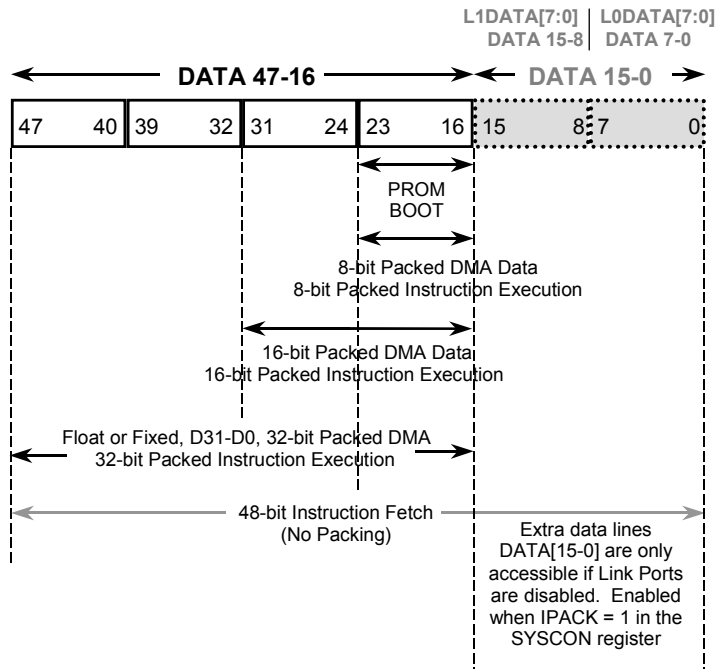 L1DATA[7:0] L0DATA[7:0]
DATA 15-8 DATA 7-0
DATA 47-16 DATA 15-0
47 40 39 32 31 24 23 16 15 8 7 0
PROM
BOOT
8-bit Packed DMA Data
8-bit Packed Instruction Execution
16-bit Packed DMA Data
16-bit Packed Instruction Execution
Float or Fixed, D31-D0, 32-bit Packed DMA
32-bit Packed Instruction Execution
48-bit Instruction Fetch
(No Packing)
Extra data lines
DATA[15-0] are only
accessible if Link Ports
are disabled. Enabled
when IPACK = 1 in the
SYSCON register